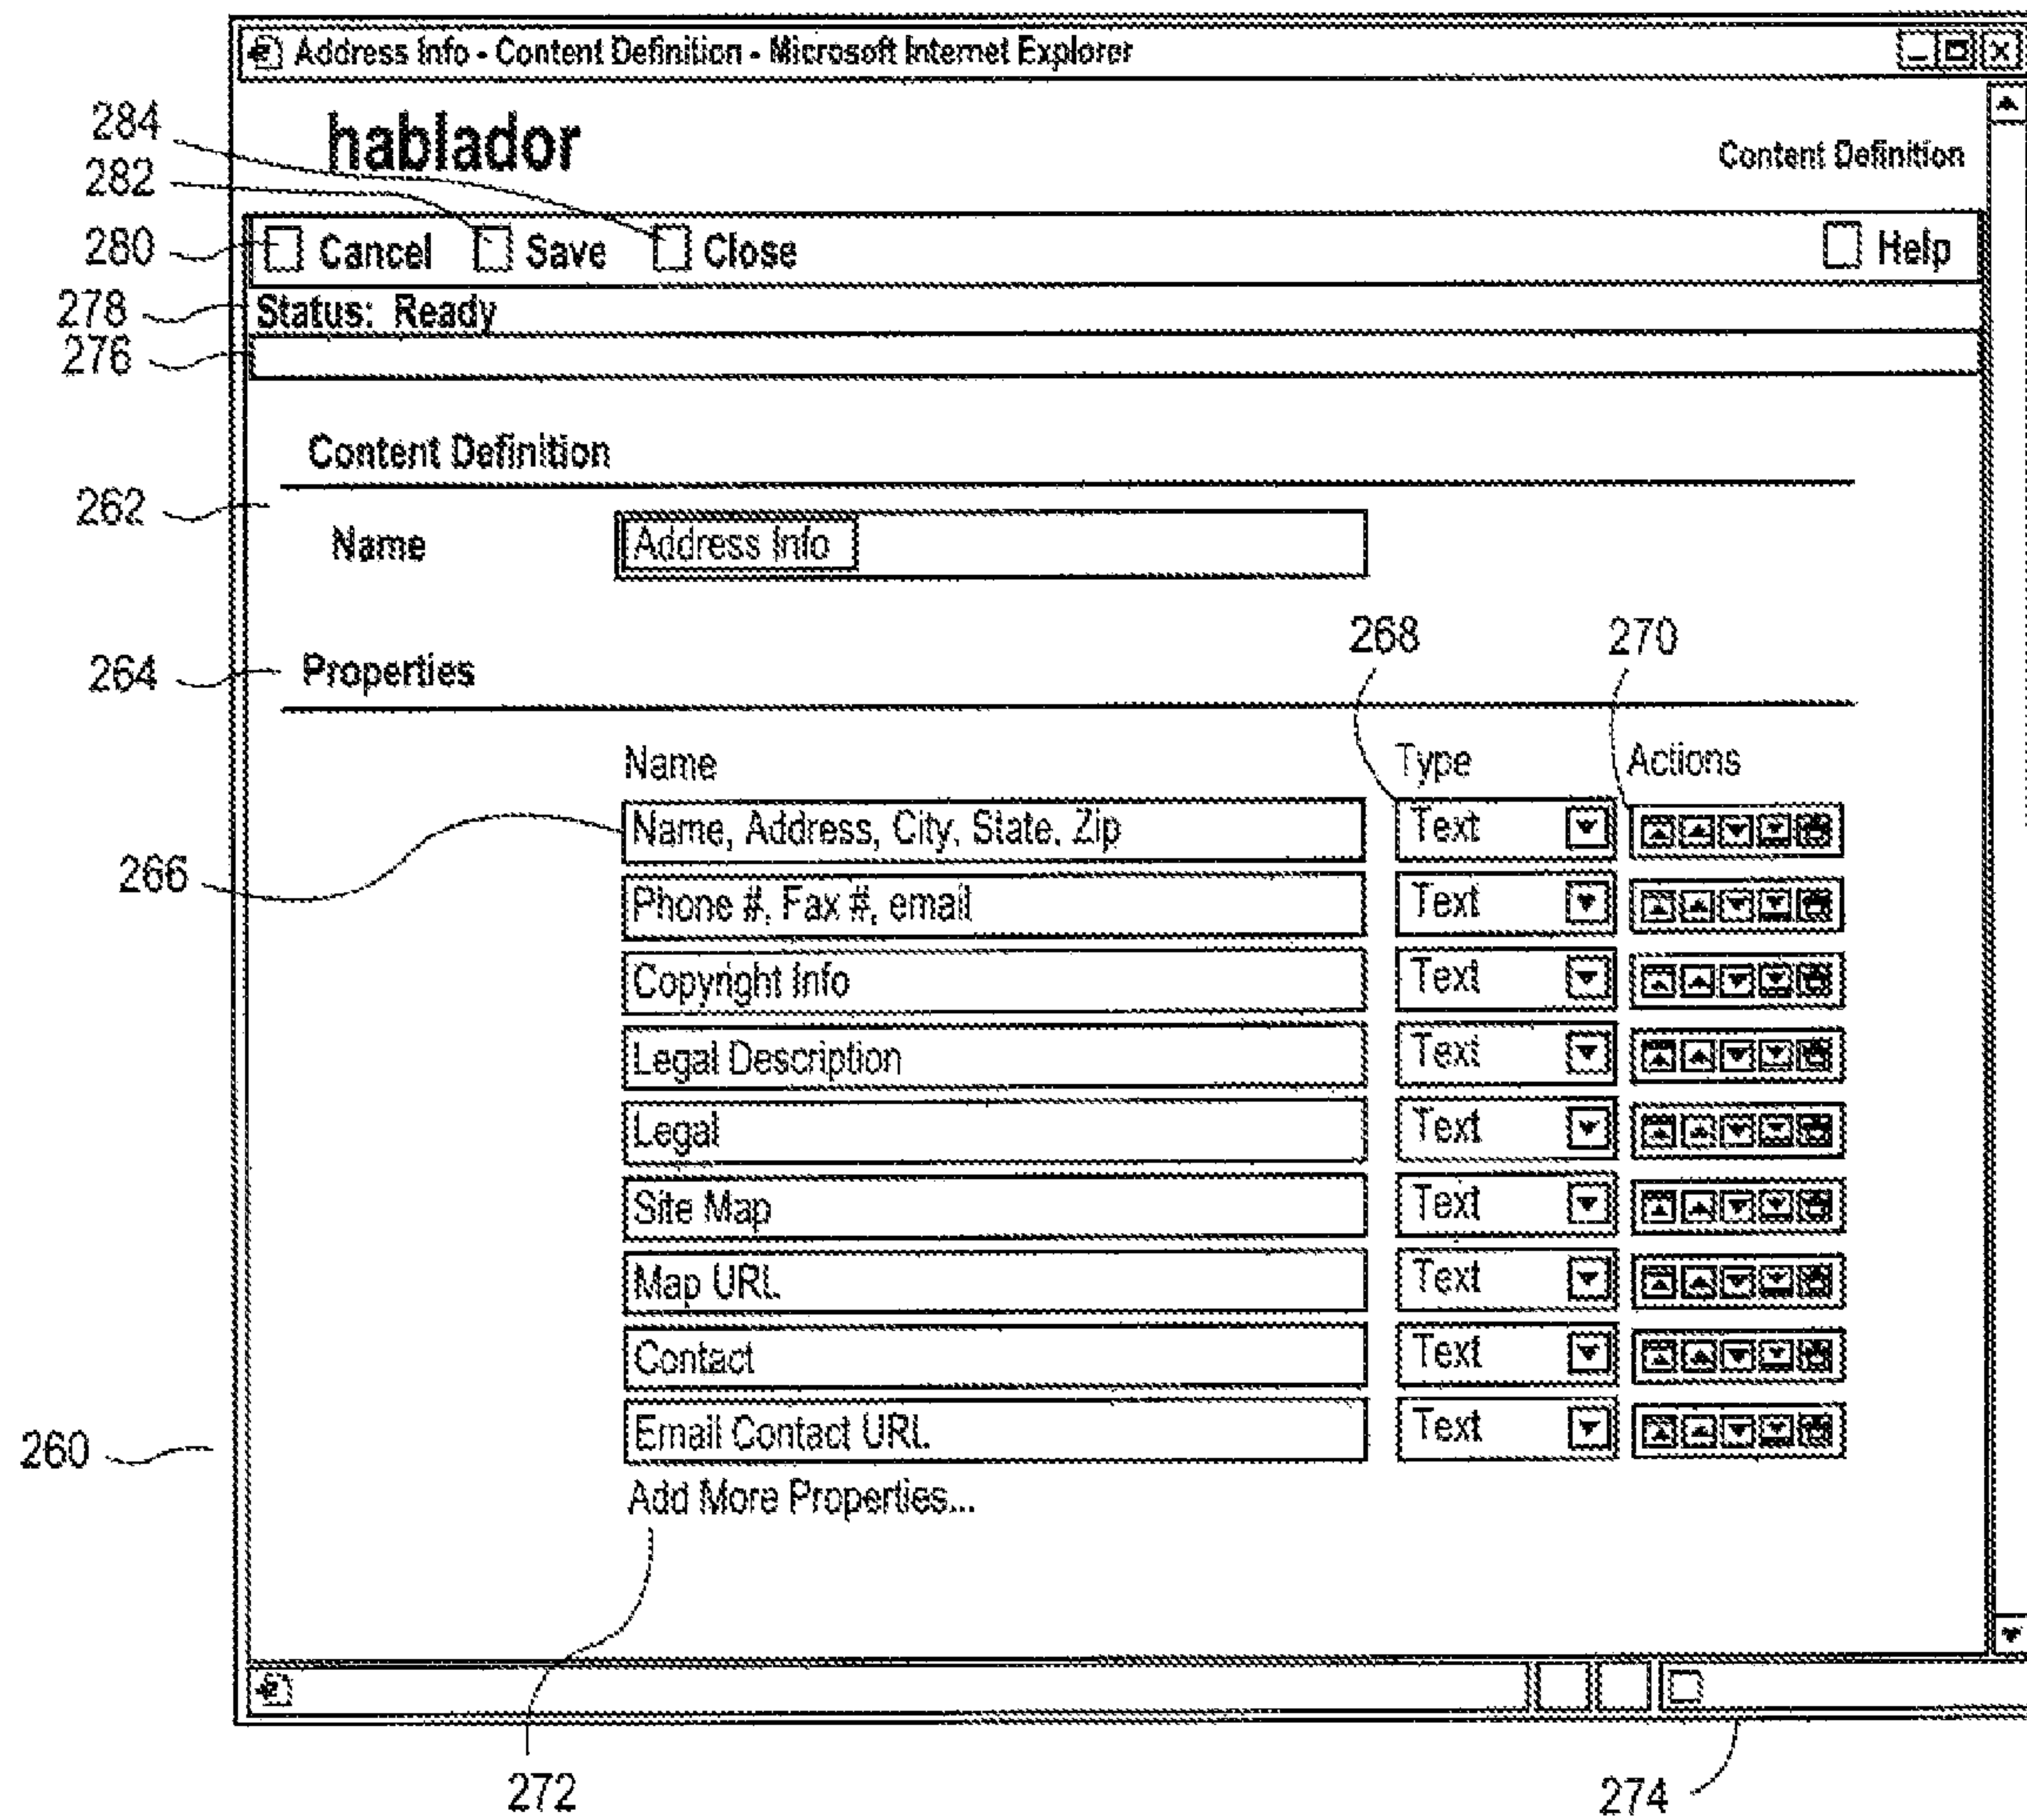 Address Info - Content Definition - Microsoft Internet Explorer
284
hablador
Content Definition
282
280
Cancel Save Close Help
278
Status: Ready
276
Content Definition
262
Name Address Info
268 270
264
Properties
Name Type Actions
Name, Address, City, State, Zip Text
266
Phone #, Fax #, email Text
Copyright Info Text
Legal Description Text
Legal Text
Site Map Text
Map URL Text
Contact Text
Email Contact URL Text
260
Add More Properties...
272 274